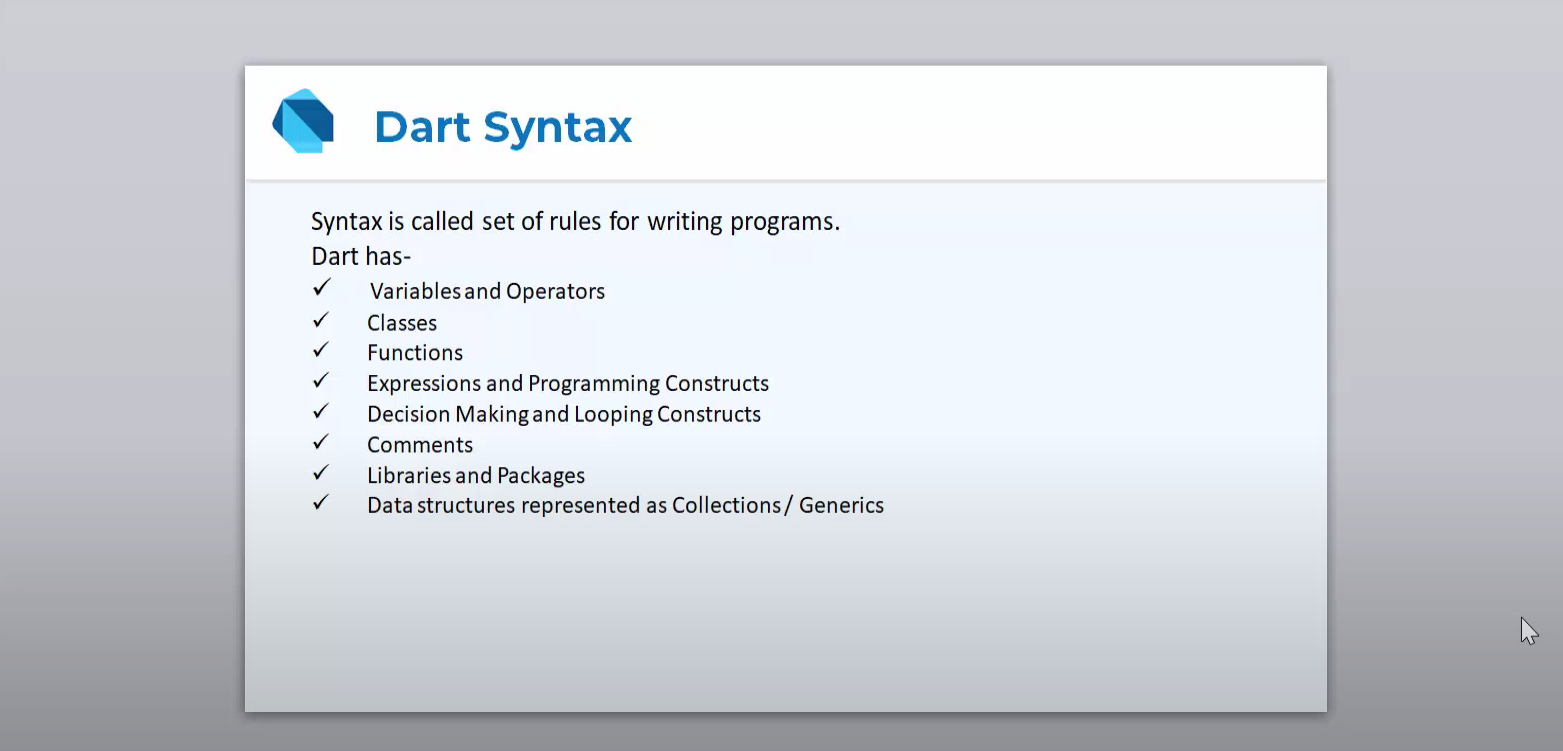 Dart Syntax
Syntax is called set of rules for writing programs.
Dart has-
Variables and Operators
Classes
Functions
Expressions and Programming Constructs
Decision Making and Looping Constructs
Comments
Libraries and Packages
Data structures represented as Collections/ Generics